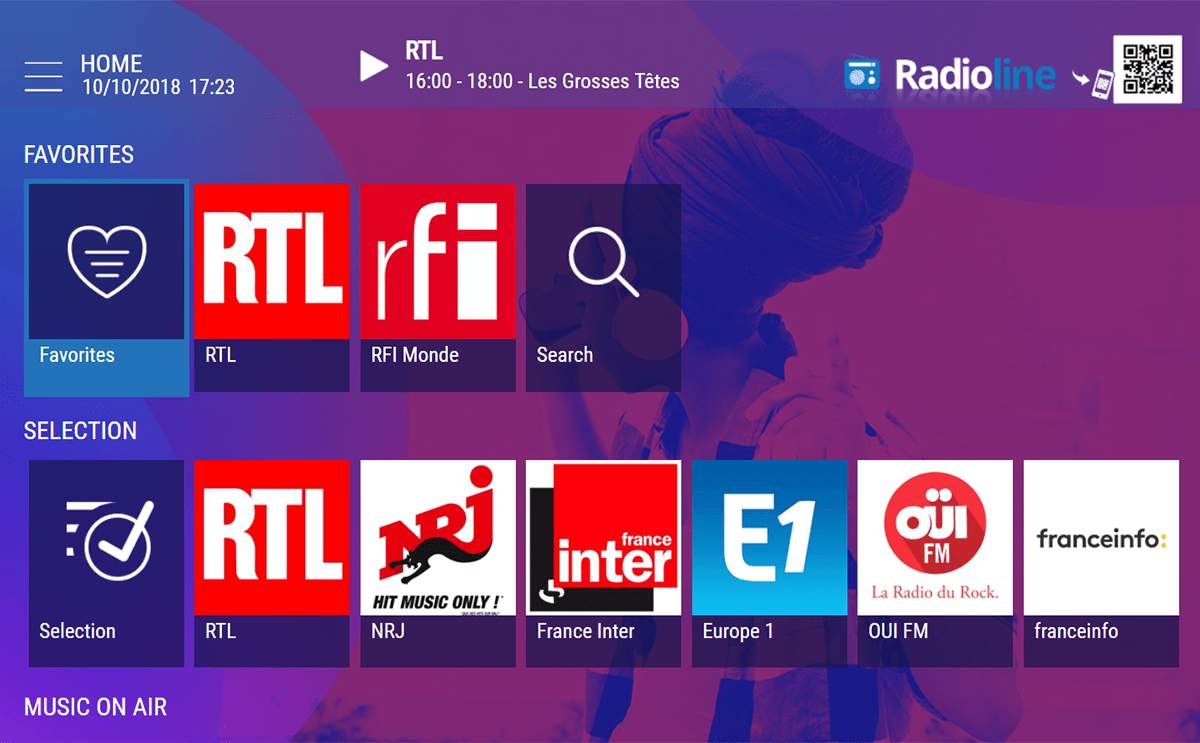 HOME
10/10/2018 17:23
RTL
16:00 - 18:00 - Les Grosses Têtes
Radioline
FAVORITES
RTL
rfi
Favorites
RTL
RFI Monde
Search
SELECTION
RTL
NRJ
HIT MUSIC ONLY !
france
inter
E1
OÜI
FM
La Radio du Rock.
franceinfo:
Selection
RTL
NRJ
France Inter
Europe 1
OUI FM
franceinfo
MUSIC ON AIR